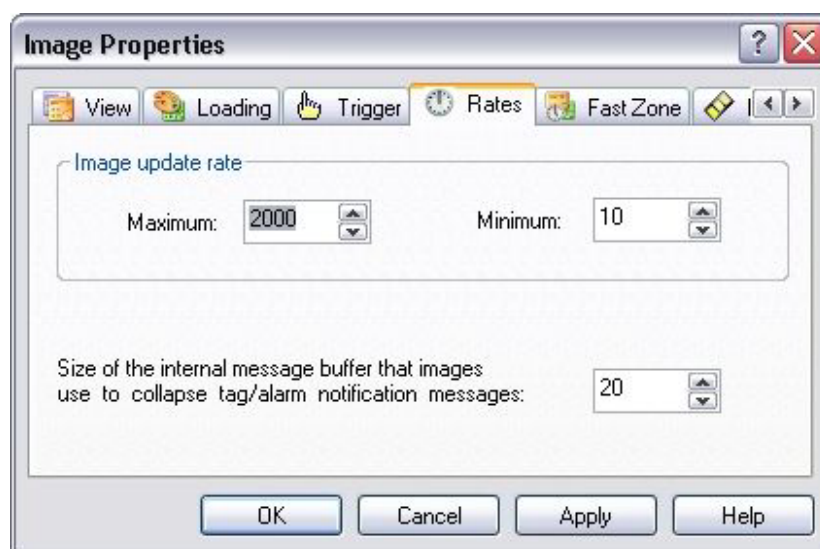 Image Properties
View Loading Trigger Rates Fast Zone
Image update rate
Maximum: 2000 Minimum: 10
Size of the internal message buffer that images
use to collapse tag/alarm notification messages: 20
OK Cancel Apply Help